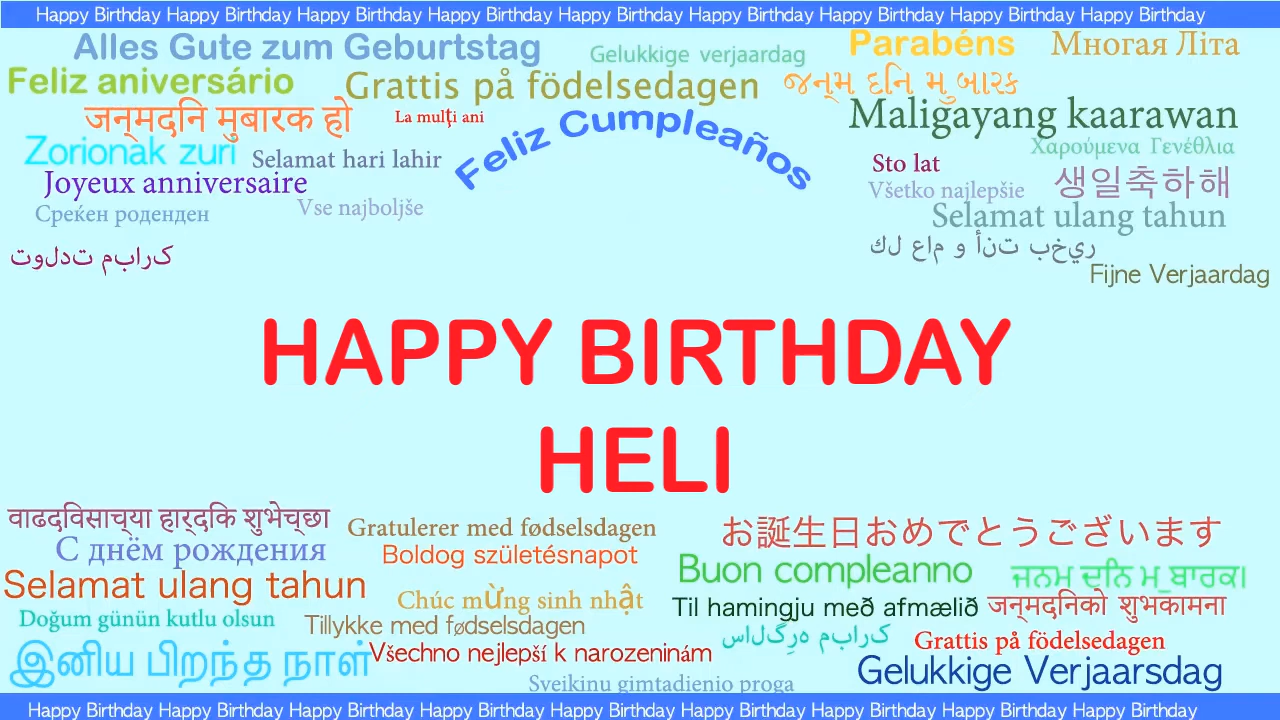 Happy Birthday Happy Birthday Happy Birthday Happy Birthday Happy Birthday Happy Birthday Happy Birthday Happy Birthday Happy Birthday
Alles Gute zum Geburtstag
Gelukkige verjaardag
Parabéns
Многая Літа
Feliz aniversário
Grattis på födelsedagen
જન્મ દિન મુબારક
जन्मदिन मुबारक हो
La mulţi ani
Feliz Cumpleaños
Maligayang kaarawan
Zorionak zuri
Selamat hari lahir
Sto lat
Χαρούμενα Γενέθλια
Joyeux anniversaire
Všetko najlepšie
생일축하해
Среќен роденден
Vse najboljše
Selamat ulang tahun
تولدت مبارک
كل عام و أنت بخير
Fijne Verjaardag
HAPPY BIRTHDAY
HELI
वाढदिवसाच्या हार्दिक शुभेच्छा
Gratulerer med fødselsdagen
お誕生日おめでとうございます
С днём рождения
Boldog születésnapot
Buon compleanno
ਜਨਮ ਦਿਨ ਮੁਬਾਰਕ।
Selamat ulang tahun
Chúc mừng sinh nhật
Til hamingju með afmælið
जन्मदिनको शुभकामना
Doğum günün kutlu olsun
Tillykke med fødselsdagen
سالگرہ مبارک
Grattis på födelsedagen
இனிய பிறந்த நாள்
Všechno nejlepší k narozeninám
Gelukkige Verjaarsdag
Sveikinu gimtadienio proga
Happy Birthday Happy Birthday Happy Birthday Happy Birthday Happy Birthday Happy Birthday Happy Birthday Happy Birthday Happy Birthday